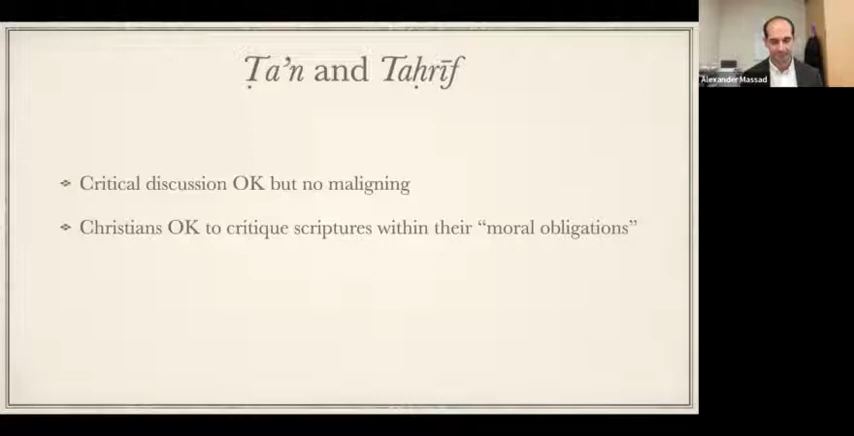 Ṭa’n and Taḥrīf
Critical discussion OK but no maligning
Christians OK to critique scriptures within their “moral obligations”
Alexander Massad